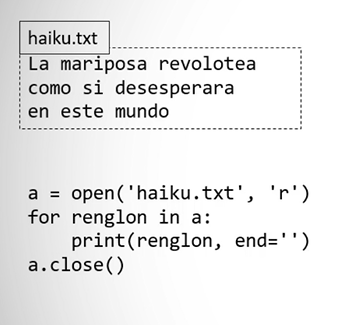 haiku.txt
La mariposa revolotea
como si desesperara
en este mundo
a = open('haiku.txt', 'r')
for renglon in a:
    print(renglon, end='')
a.close()